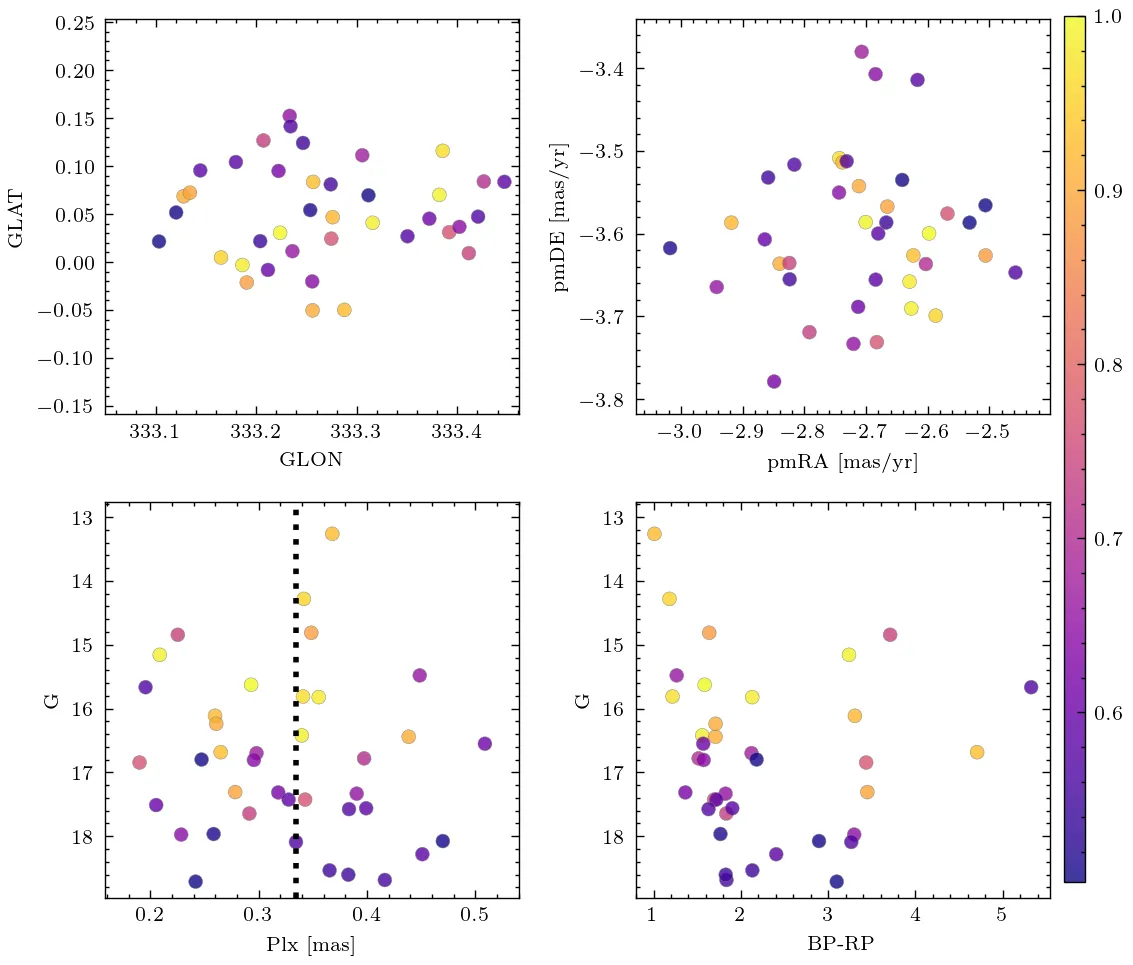 0.25
0.20
0.15
0.10
0.05
0.00
−0.05
−0.10
−0.15
GLAT
333.1 333.2 333.3 333.4
GLON
−3.4
−3.5
−3.6
−3.7
−3.8
pmDE [mas/yr]
−3.0 −2.9 −2.8 −2.7 −2.6 −2.5
pmRA [mas/yr]
13
14
15
16
17
18
G
0.2 0.3 0.4 0.5
Plx [mas]
13
14
15
16
17
18
G
1 2 3 4 5
BP-RP
1.0
0.9
0.8
0.7
0.6